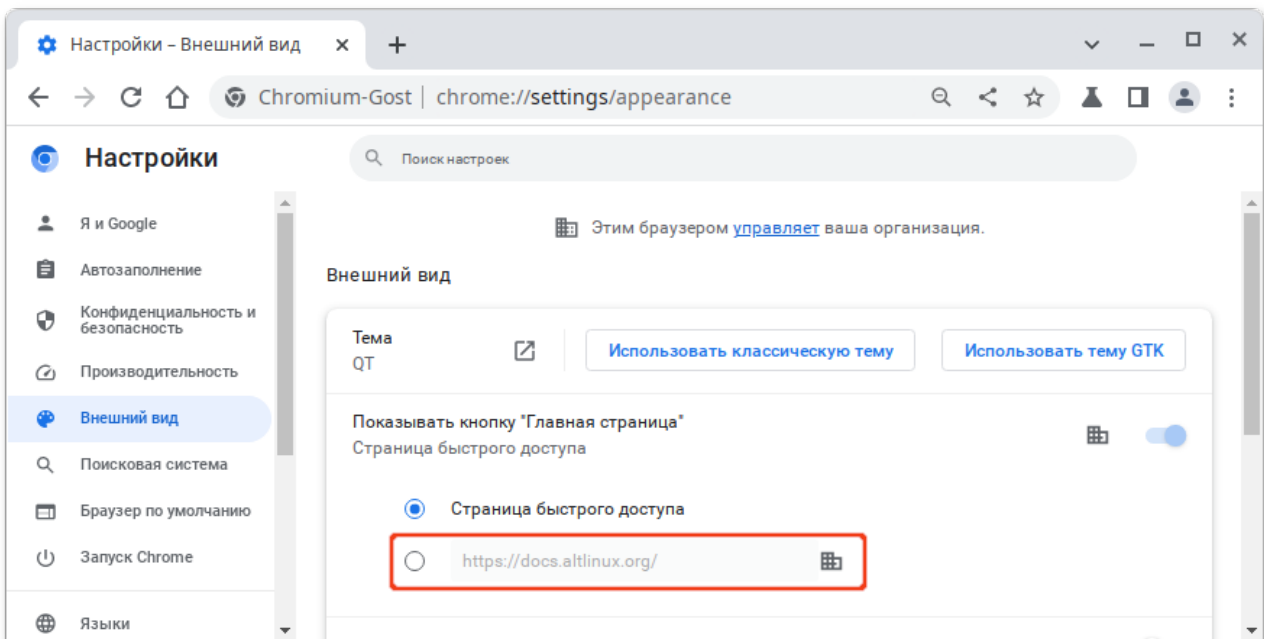 Настройки – Внешний вид
Chromium-Gost | chrome://settings/appearance
Настройки
Поиск настроек
Я и Google
Автозаполнение
Конфиденциальность и
безопасность
Производительность
Внешний вид
Поисковая система
Браузер по умолчанию
Запуск Chrome
Языки
Этим браузером управляет ваша организация.
Внешний вид
Тема
QT
Использовать классическую тему
Использовать тему GTK
Показывать кнопку "Главная страница"
Страница быстрого доступа
Страница быстрого доступа
https://docs.altlinux.org/